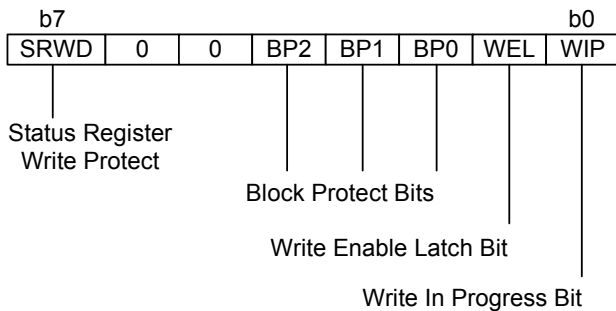 b7 b0
SRWD 0 0 BP2 BP1 BP0 WEL WIP
Status Register
Write Protect
Block Protect Bits
Write Enable Latch Bit
Write In Progress Bit